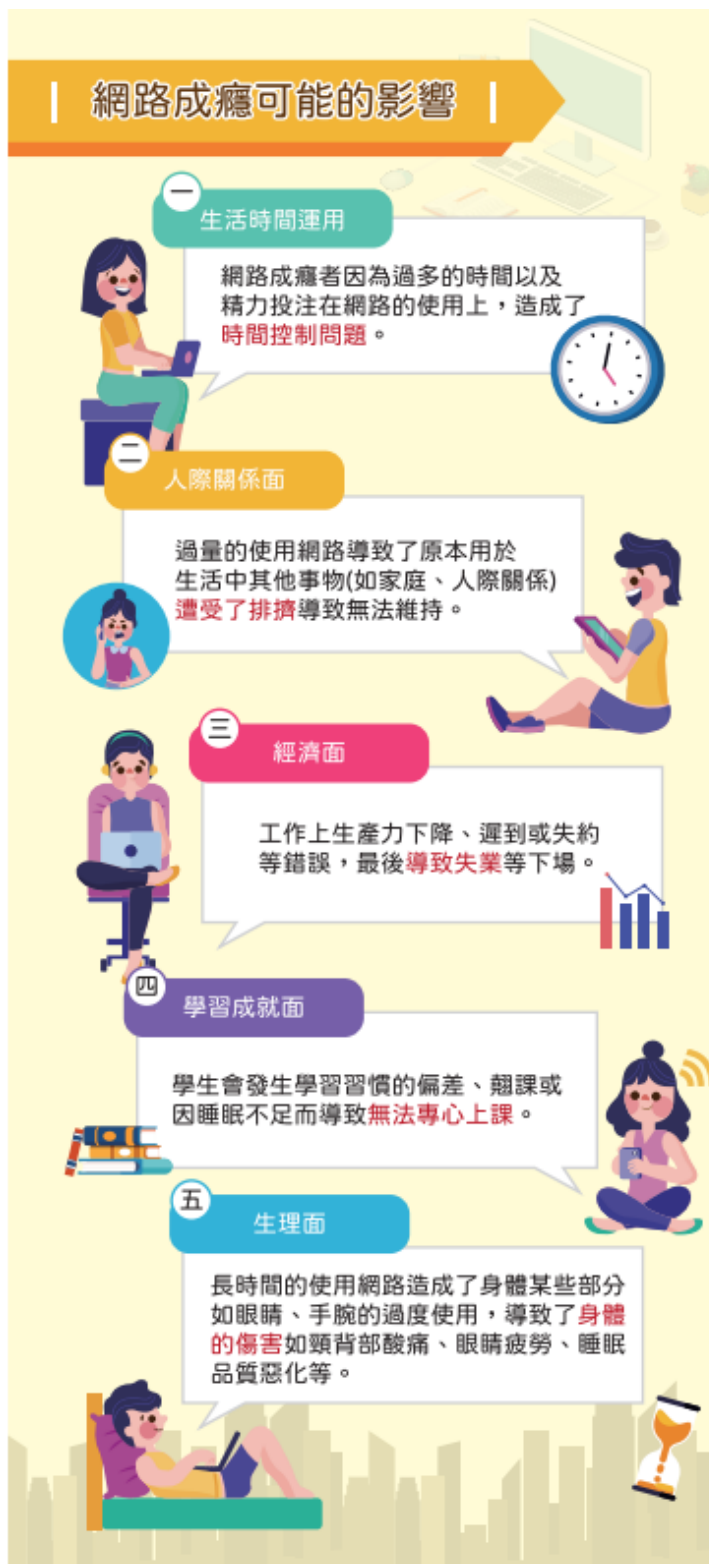 網路成癮可能的影響
一
生活時間運用
網路成癮者因為過多的時間以及
精力投注在網路的使用上，造成了
時間控制問題。
二
人際關係面
過量的使用網路導致了原本用於
生活中其他事物(如家庭、人際關係)
遭受了排擠導致無法維持。
三
經濟面
工作上生產力下降、遲到或失約
等錯誤，最後導致失業等下場。
四
學習成就面
學生會發生學習習慣的偏差、翹課或
因睡眠不足而導致無法專心上課。
五
生理面
長時間的使用網路造成了身體某些部分
如眼睛、手腕的過度使用，導致了身體
的傷害如頸背部酸痛、眼睛疲勞、睡眠
品質惡化等。